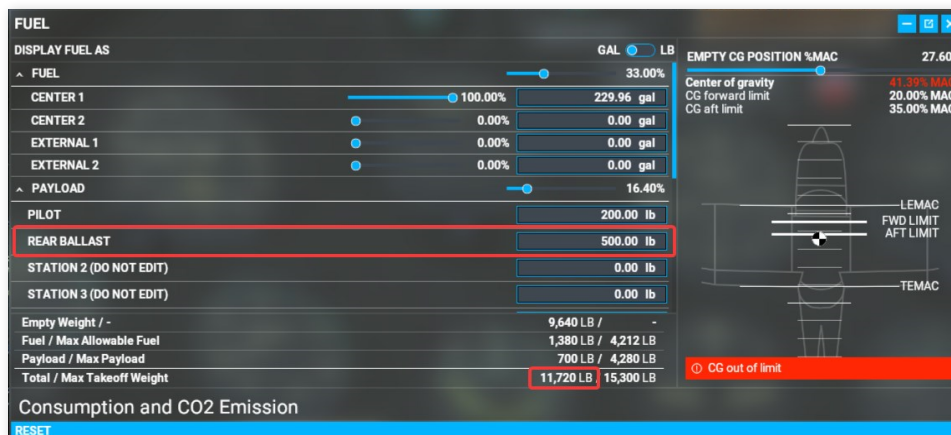 FUEL
DISPLAY FUEL AS GAL LB
FUEL 33.00%
CENTER 1 100.00% 229.96 gal
CENTER 2 0.00% 0.00 gal
EXTERNAL 1 0.00% 0.00 gal
EXTERNAL 2 0.00% 0.00 gal
PAYLOAD 16.40%
PILOT 200.00 lb
REAR BALLAST 500.00 lb
STATION 2 (DO NOT EDIT) 0.00 lb
STATION 3 (DO NOT EDIT) 0.00 lb
Empty Weight / - 9,640 LB / -
Fuel / Max Allowable Fuel 1,380 LB / 4,212 LB
Payload / Max Payload 700 LB / 4,280 LB
Total / Max Takeoff Weight 11,720 LB / 15,300 LB
EMPTY CG POSITION %MAC 27.60
Center of gravity 41.39% MAC
CG forward limit 20.00% MAC
CG aft limit 35.00% MAC
LEMAC
FWD LIMIT
AFT LIMIT
TEMAC
CG out of limit
Consumption and CO2 Emission
RESET